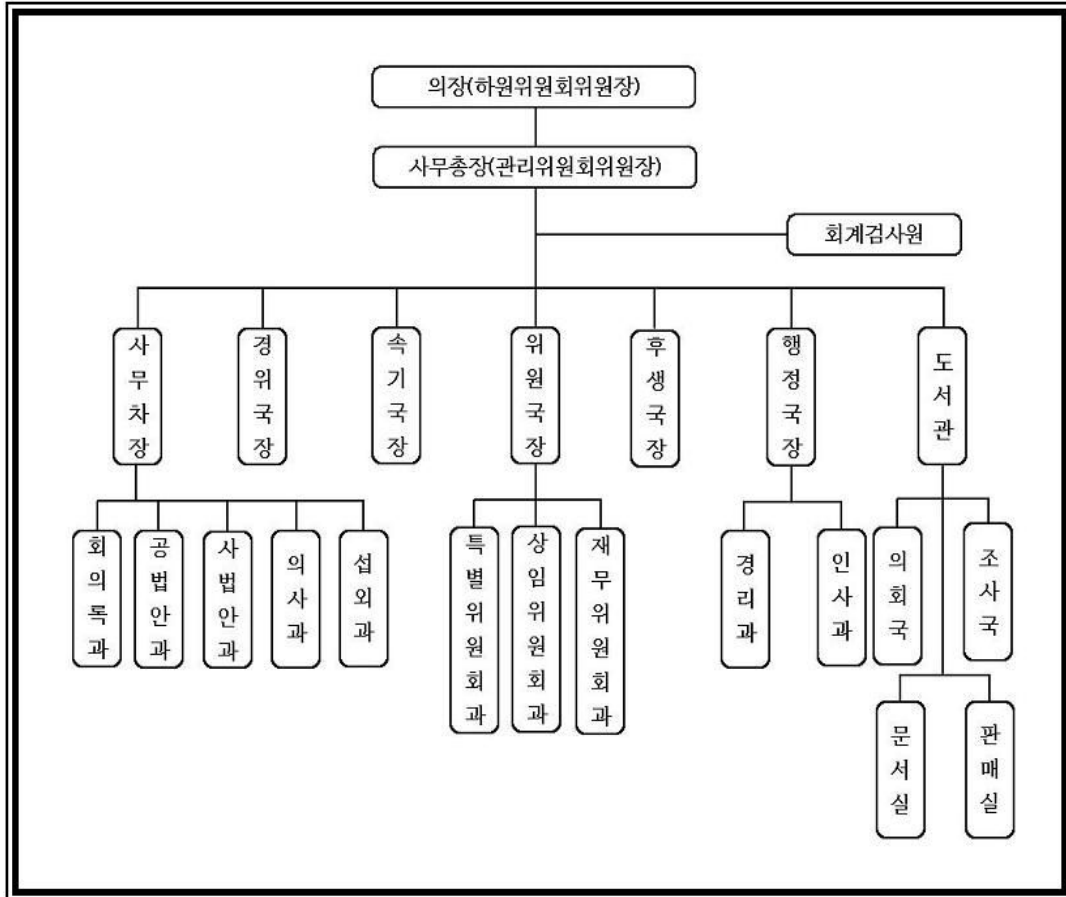 의장(하원위원회위원장)
사무총장(관리위원회위원장)
회계검사원
사무차장
경위국장
속기국장
위원국장
후생국장
행정국장
도서관
회의록과
공법안과
사법안과
의사과
섭외과
특별위원회과
상임위원회과
재무위원회과
경리과
인사과
의회국
조사국
문서실
판매실